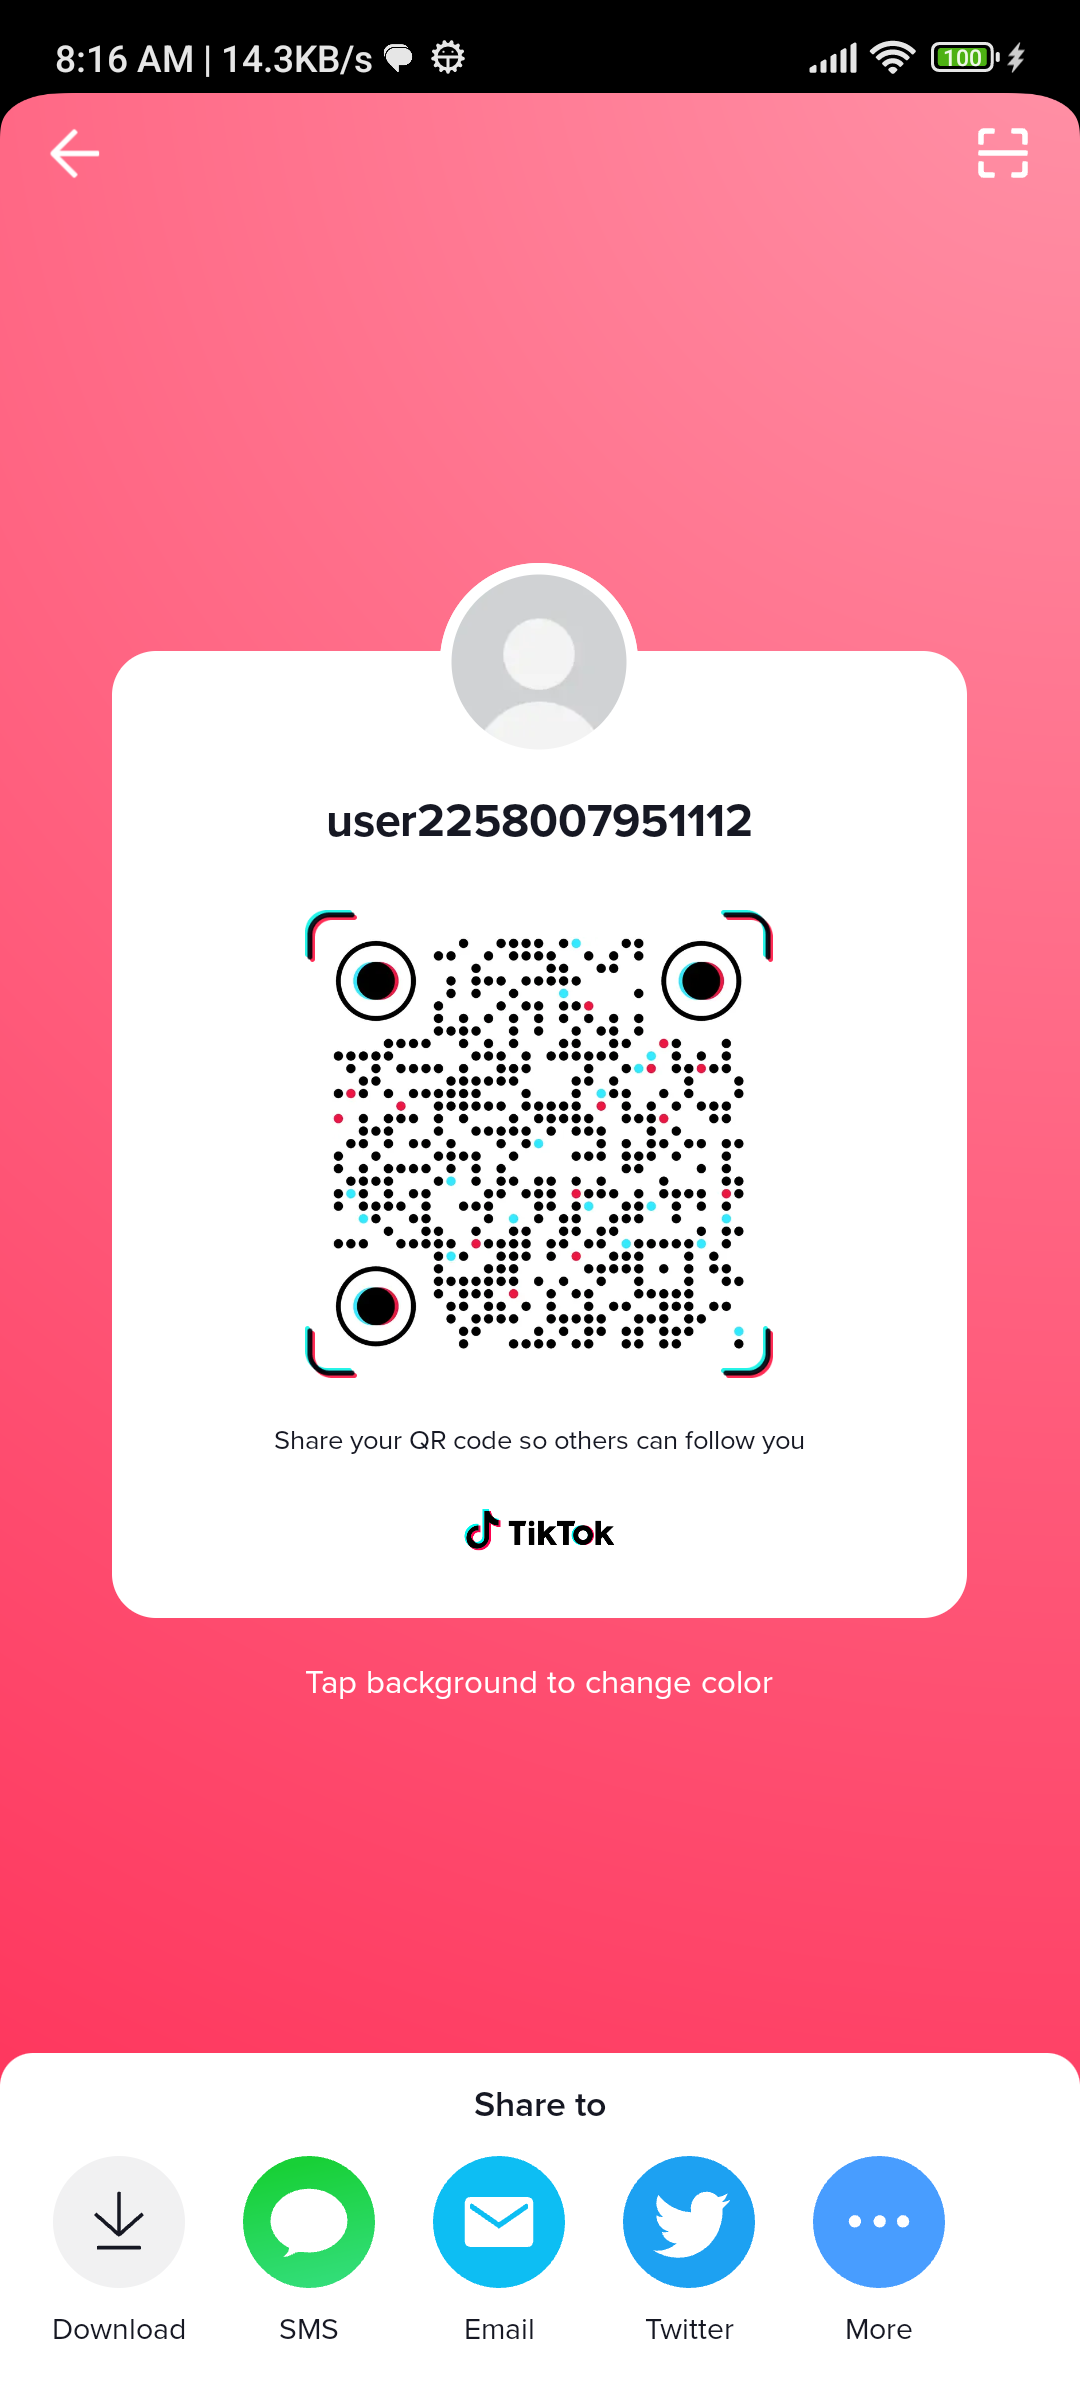 8:16 AM | 14.3KB/s
100
user2258007951112
Share your QR code so others can follow you
TikTok
Tap background to change color
Share to
Download SMS Email Twitter More